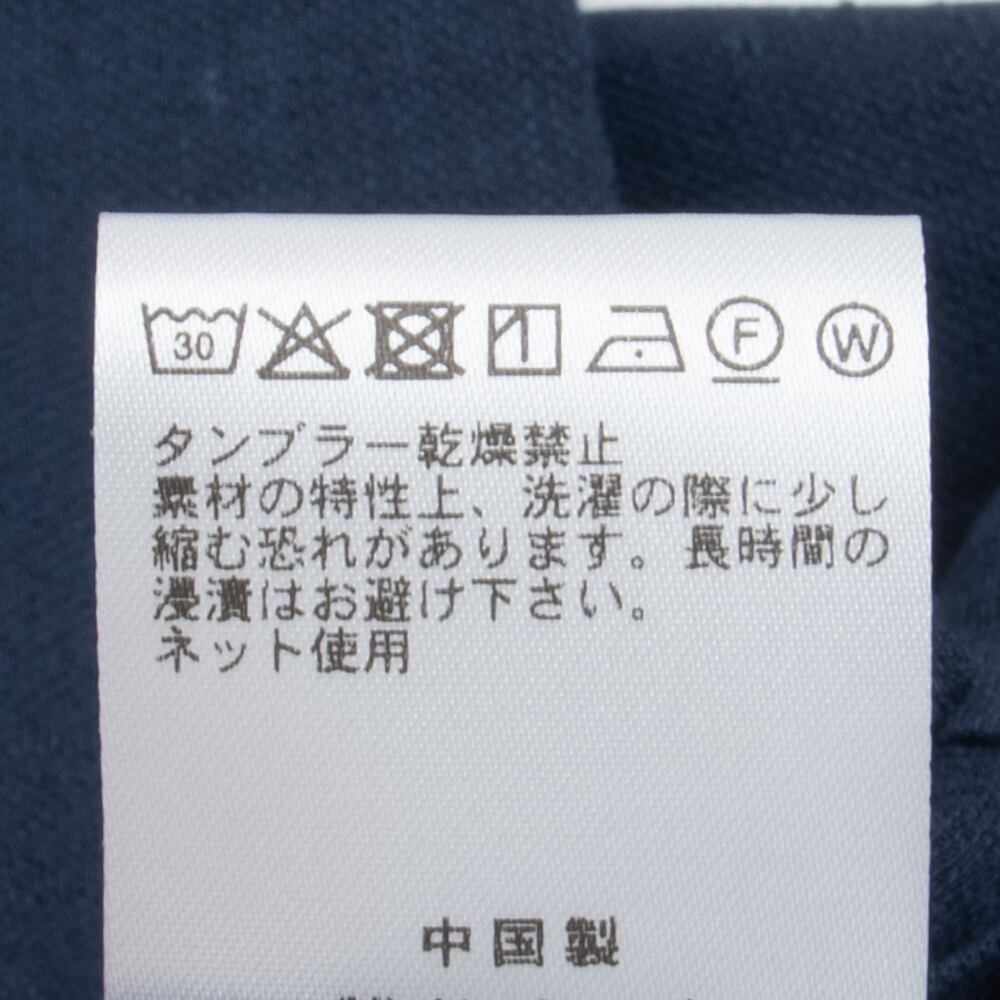 30 F W
タンブラー乾燥禁止
素材の特性上、洗濯の際に少し
縮む恐れがあります。長時間の
浸漬はお避け下さい。
ネット使用
中国製